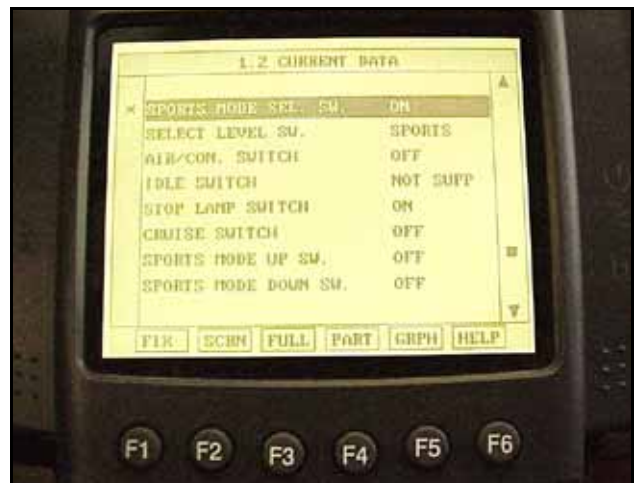 1.2 CURRENT DATA
× SPORTS MODE SEL. SW. ON
SELECT LEVEL SW. SPORTS
AIR/CON. SWITCH OFF
IDLE SWITCH NOT SUPP
STOP LAMP SWITCH ON
CRUISE SWITCH OFF
SPORTS MODE UP SW. OFF
SPORTS MODE DOWN SW. OFF
FIX SCRN FULL PART GRPH HELP
F1 F2 F3 F4 F5 F6